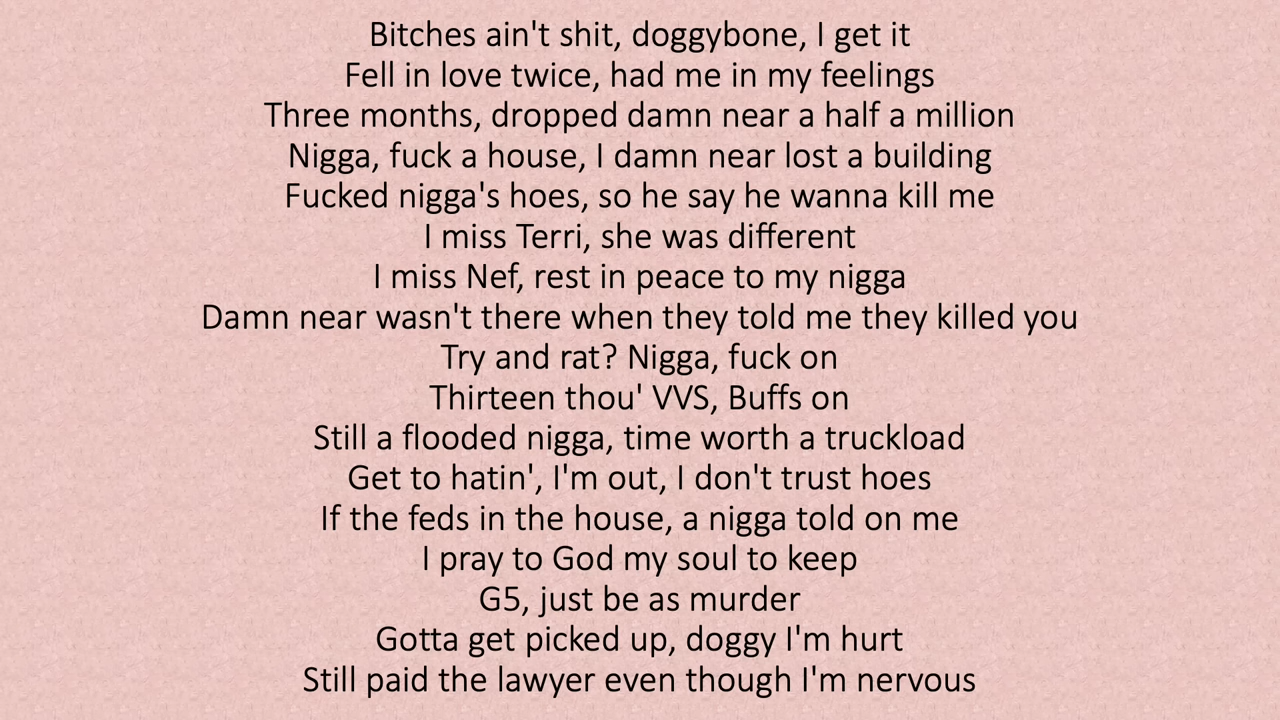 Bitches ain't shit, doggybone, I get it
Fell in love twice, had me in my feelings
Three months, dropped damn near a half a million
Nigga, fuck a house, I damn near lost a building
Fucked nigga's hoes, so he say he wanna kill me
I miss Terri, she was different
I miss Nef, rest in peace to my nigga
Damn near wasn't there when they told me they killed you
Try and rat? Nigga, fuck on
Thirteen thou' VVS, Buffs on
Still a flooded nigga, time worth a truckload
Get to hatin', I'm out, I don't trust hoes
If the feds in the house, a nigga told on me
I pray to God my soul to keep
G5, just be as murder
Gotta get picked up, doggy I'm hurt
Still paid the lawyer even though I'm nervous